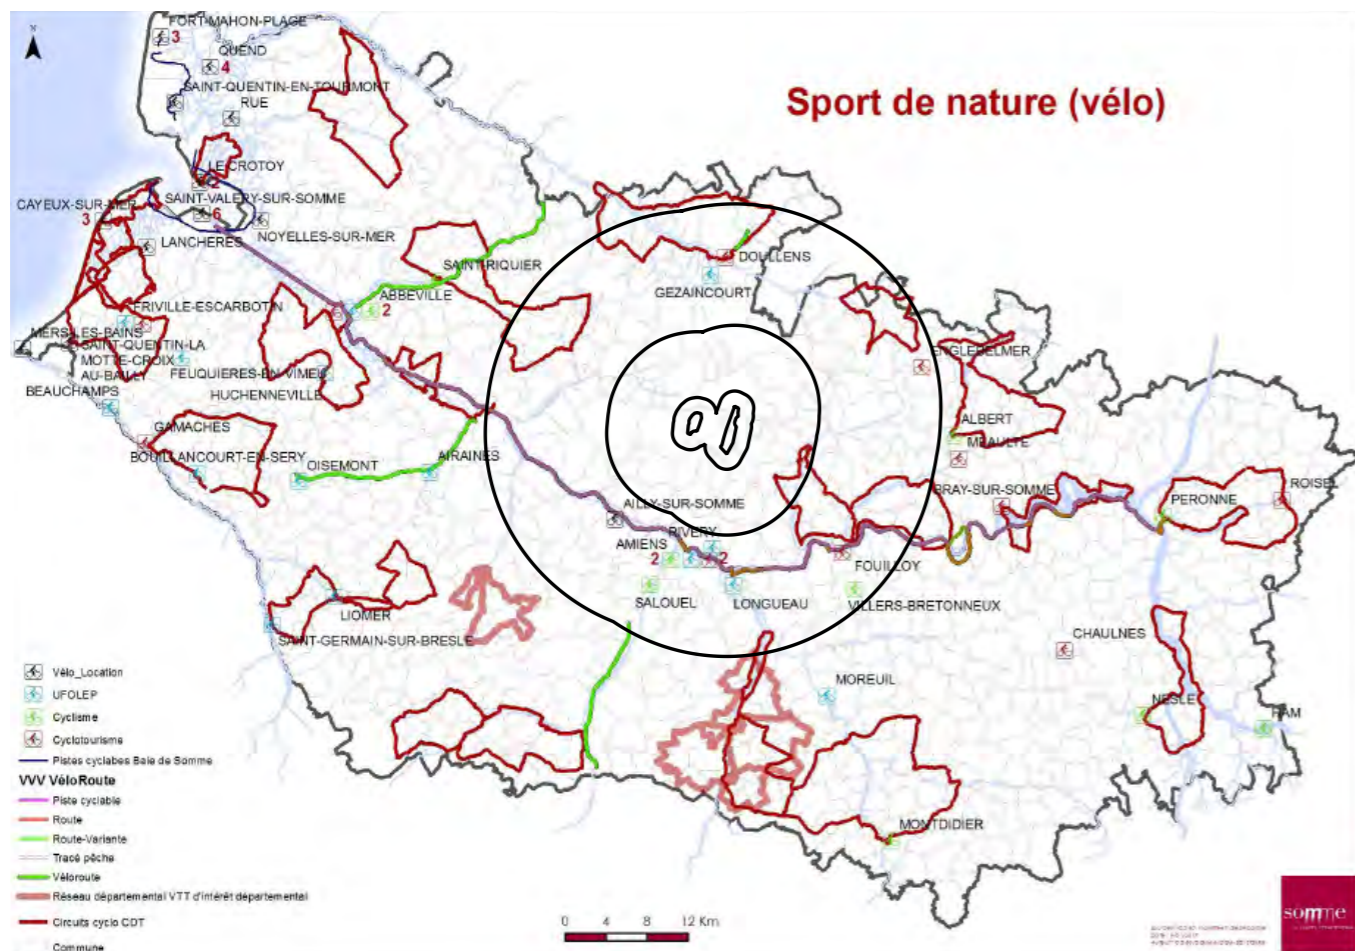 FORT-MAHON-PLAGE
3
QUEND
4
SAINT-QUENTIN-EN-TOURMONT
RUE
Sport de nature (vélo)
LE CROTOY
2
SAINT-VALERY-SUR-SOMME
CAYEUX-SUR-MER
3
6
NOYELLES-SUR-MER
LANCHERES
SAINT-RIQUIER
DOULLENS
GEZAINCOURT
ABBEVILLE
2
FRIVILLE-ESCARBOTIN
MERS-LES-BAINS
SAINT-QUENTIN-LA
MOTTE-CROIX
AU-BAILLY
FEUQUIERES-EN-VIMEU
ENGLEBELMER
BEAUCHAMPS
HUCHENNEVILLE
GAMACHES
ALBERT
MEAULTE
BOUILLANCOURT-EN-SERY
OISEMONT
AIRAINES
BRAY-SUR-SOMME
PERONNE
ROISEL
AILLY-SUR-SOMME
RIVERY
AMIENS
2
2
FOUILLOY
SALOUEL
LONGUEAU
VILLERS-BRETONNEUX
LIOMER
SAINT-GERMAIN-SUR-BRESLE
CHAULNES
MOREUIL
NESLE
HAM
MONTDIDIER
Vélo_Location
UFOLEP
Cyclisme
Cyclotourisme
Pistes cyclabes Baie de Somme
VVV VéloRoute
Piste cyclable
Route
Route-Variante
Tracé pêche
Véloroute
Réseau départemental VTT d'intérêt départemental
Circuits cyclo CDT
Commune
0 4 8 12 Km
somme